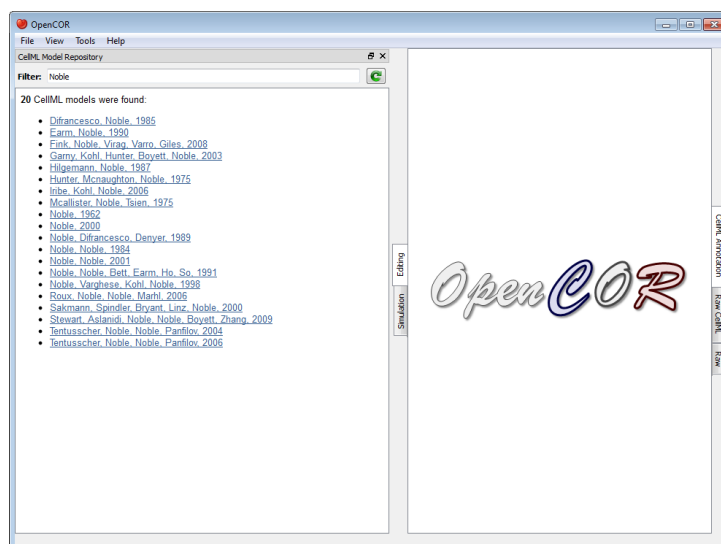 OpenCOR
File View Tools Help
CellML Model Repository
Filter: Noble
20 CellML models were found:
Difrancesco, Noble, 1985
Earm, Noble, 1990
Fink, Noble, Virag, Varro, Giles, 2008
Garny, Kohl, Hunter, Boyett, Noble, 2003
Hilgemann, Noble, 1987
Hunter, Mcnaughton, Noble, 1975
Iribe, Kohl, Noble, 2006
Mcallister, Noble, Tsien, 1975
Noble, 1962
Noble, 2000
Noble, Difrancesco, Denyer, 1989
Noble, Noble, 1984
Noble, Noble, 2001
Noble, Noble, Bett, Earm, Ho, So, 1991
Noble, Varghese, Kohl, Noble, 1998
Roux, Noble, Noble, Marhl, 2006
Sakmann, Spindler, Bryant, Linz, Noble, 2000
Stewart, Aslanidi, Noble, Noble, Boyett, Zhang, 2009
Tentusscher, Noble, Noble, Panfilov, 2004
Tentusscher, Noble, Noble, Panfilov, 2006
Editing
Simulation
OpenCOR
CellML Annotation
Raw CellML
Raw